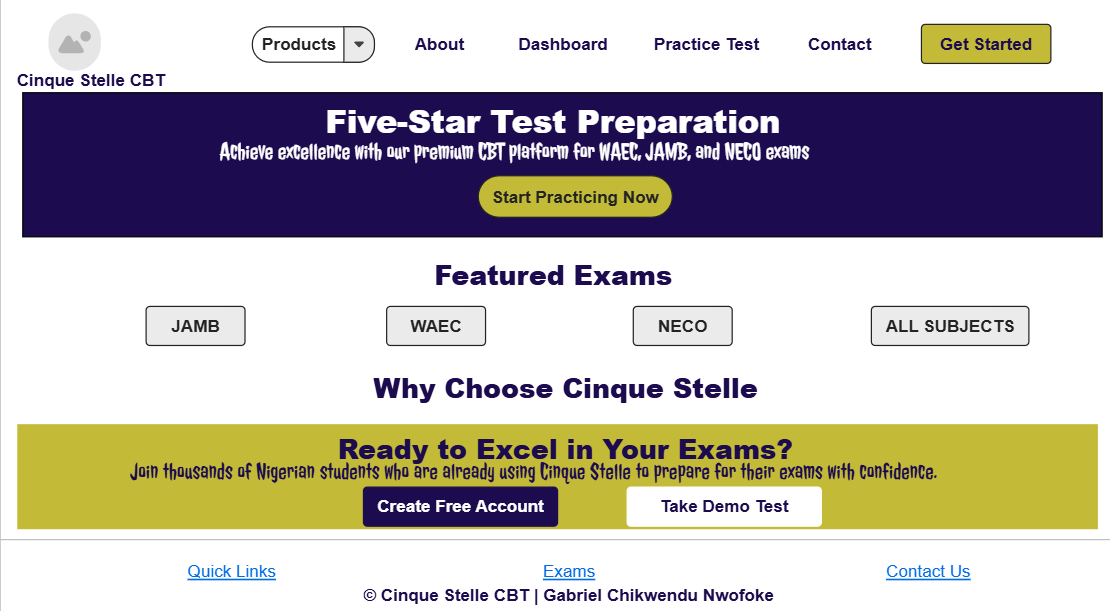 Products About Dashboard Practice Test Contact Get Started
Cinque Stelle CBT
Five-Star Test Preparation
Achieve excellence with our premium CBT platform for WAEC, JAMB, and NECO exams
Start Practicing Now
Featured Exams
JAMB WAEC NECO ALL SUBJECTS
Why Choose Cinque Stelle
Ready to Excel in Your Exams?
Join thousands of Nigerian students who are already using Cinque Stelle to prepare for their exams with confidence.
Create Free Account Take Demo Test
Quick Links Exams Contact Us
© Cinque Stelle CBT | Gabriel Chikwendu Nwofoke